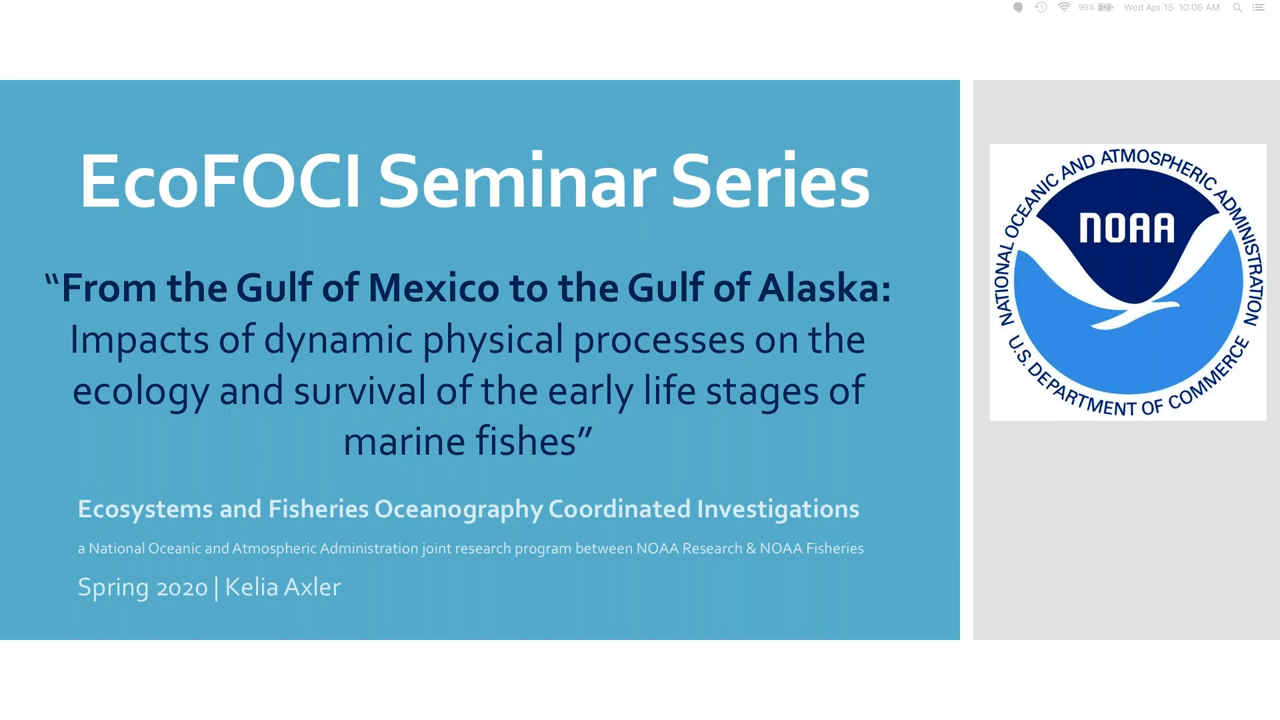 99% Wed Apr 15 10:06 AM
EcoFOCI Seminar Series
“From the Gulf of Mexico to the Gulf of Alaska:
Impacts of dynamic physical processes on the
ecology and survival of the early life stages of
marine fishes”
Ecosystems and Fisheries Oceanography Coordinated Investigations
a National Oceanic and Atmospheric Administration joint research program between NOAA Research & NOAA Fisheries
Spring 2020 | Kelia Axler
NATIONAL OCEANIC AND ATMOSPHERIC ADMINISTRATION
NOAA
U.S. DEPARTMENT OF COMMERCE